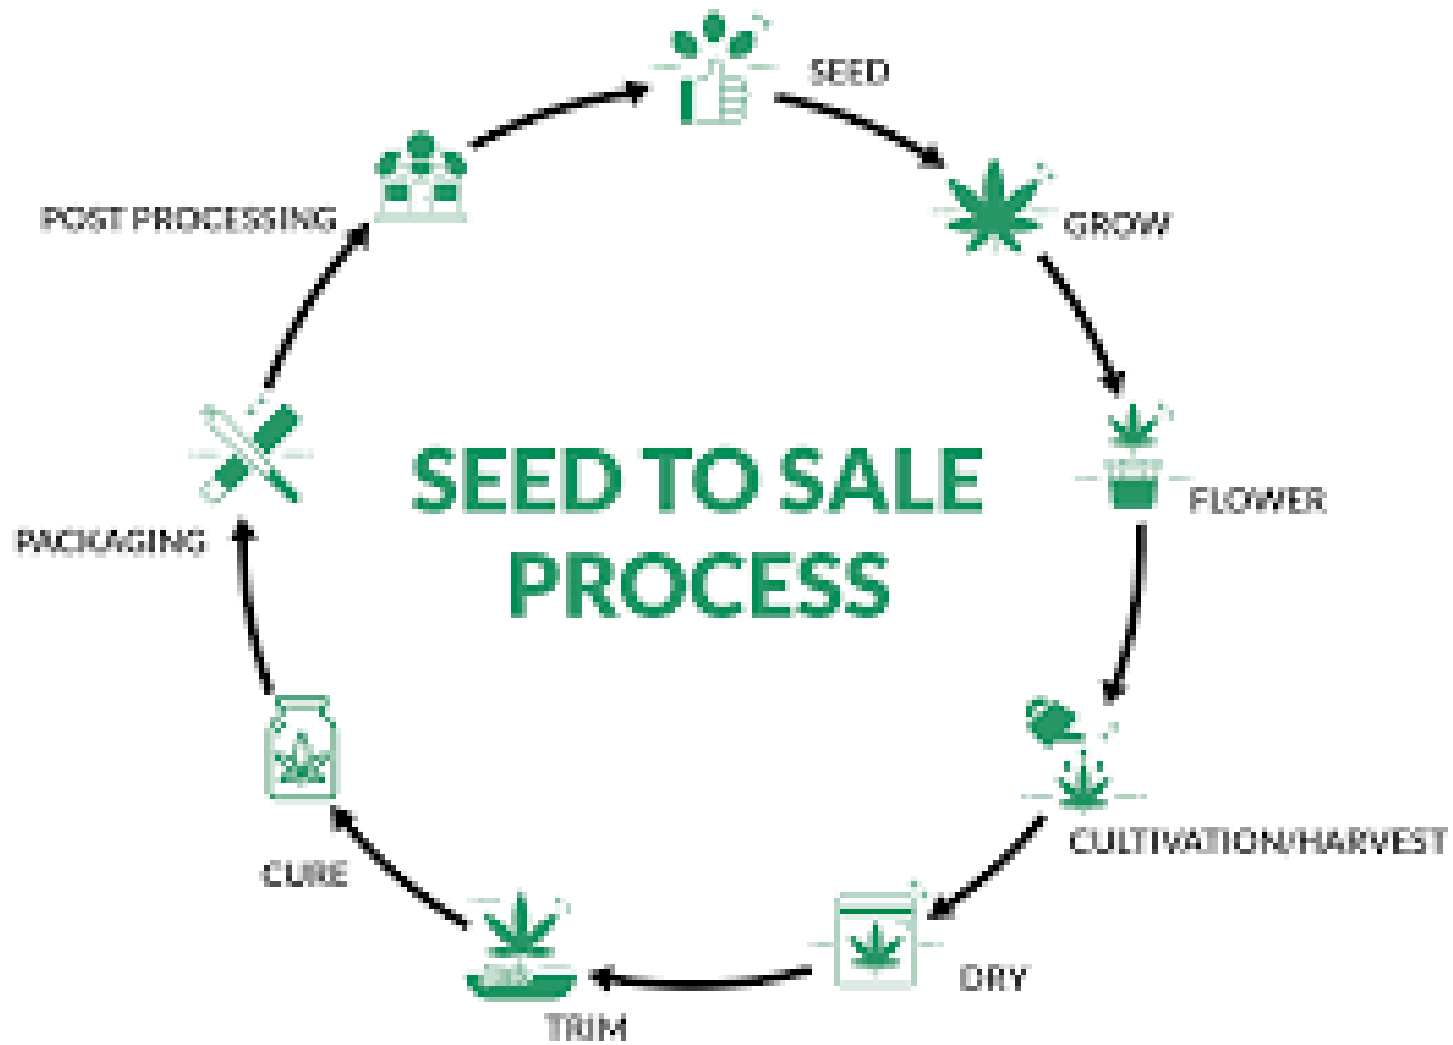 SEED
GROW
FLOWER
CULTIVATION/HARVEST
DRY
TRIM
CURE
PACKAGING
POST PROCESSING
SEED TO SALE
PROCESS